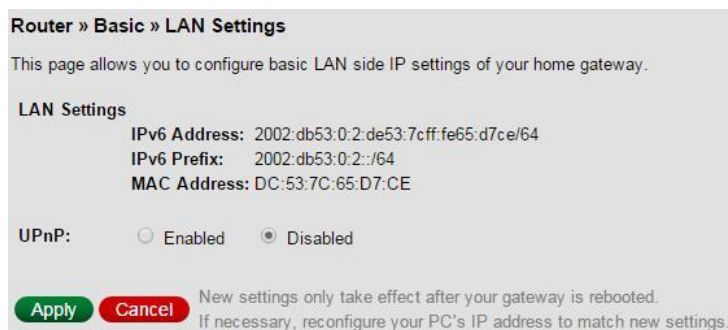 Router » Basic » LAN Settings
This page allows you to configure basic LAN side IP settings of your home gateway.
LAN Settings
IPv6 Address: 2002:db53:0:2:de53:7cff:fe65:d7ce/64
IPv6 Prefix: 2002:db53:0:2::/64
MAC Address: DC:53:7C:65:D7:CE
UPnP: Enabled Disabled
Apply Cancel New settings only take effect after your gateway is rebooted.
If necessary, reconfigure your PC's IP address to match new settings.